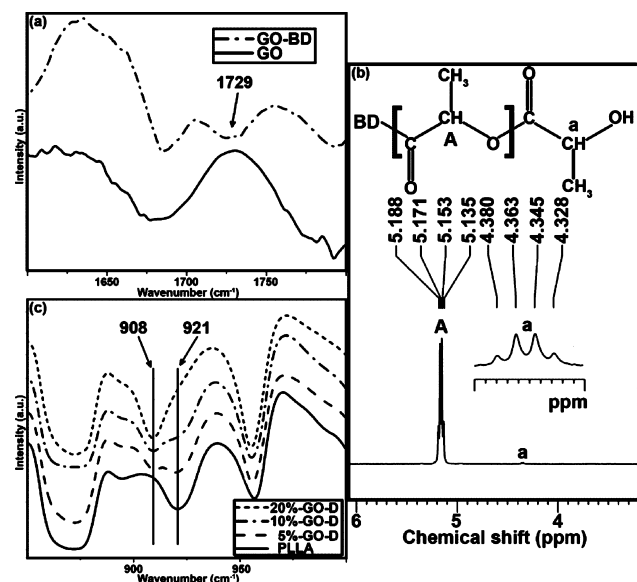 (a)
GO-BD
GO
1729
Intensity (a.u.)
1650 1700 1750
Wavenumber (cm⁻¹)
(b)
CH₃
O
BD
CH
A
O
O
a
CH
OH
CH₃
5.188
5.171
5.153
5.135
4.380
4.363
4.345
4.328
A
a
ppm
a
6 5 4
Chemical shift (ppm)
(c)
908
921
Intensity (a.u.)
20%-GO-D
10%-GO-D
5%-GO-D
PLLA
900 950
Wavenumber (cm⁻¹)